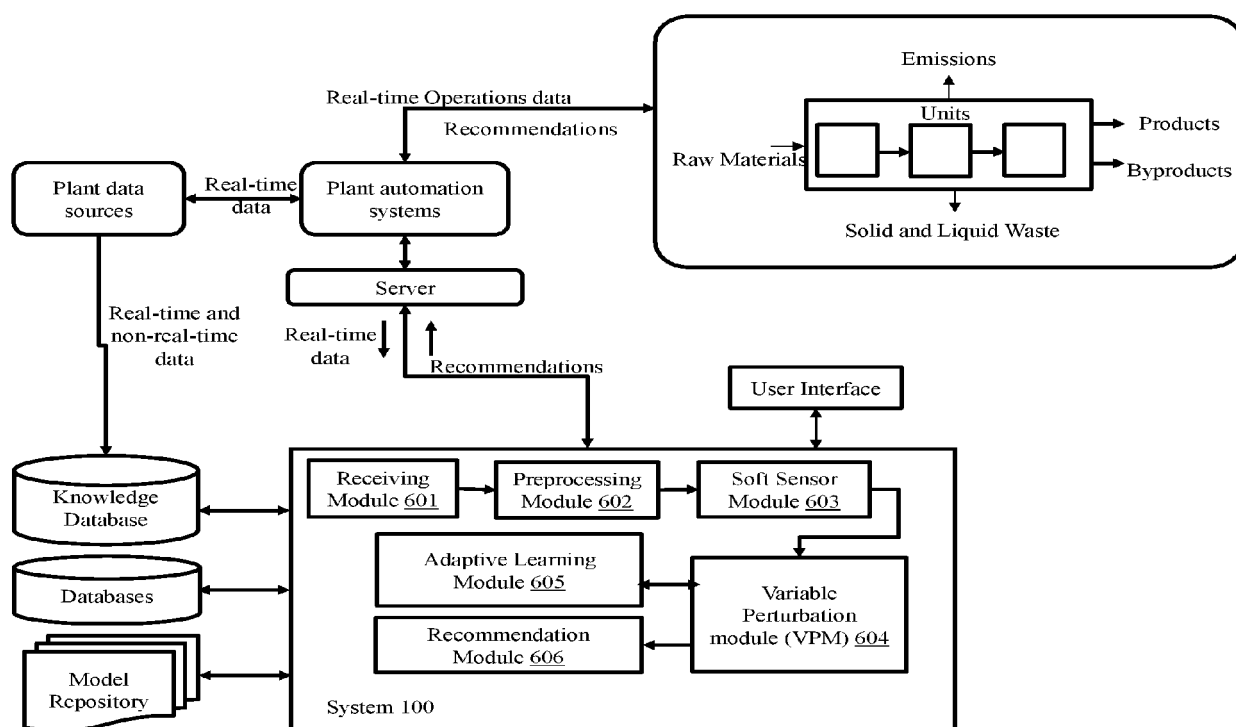 Emissions
Real-time Operations data
Recommendations
Units
Raw Materials
Products
Byproducts
Solid and Liquid Waste
Plant data
sources
Real-time
data
Plant automation
systems
Server
Real-time and
non-real-time
data
Real-time
data
Recommendations
User Interface
Knowledge
Database
Databases
Model
Repository
Receiving
Module 601
Preprocessing
Module 602
Soft Sensor
Module 603
Adaptive Learning
Module 605
Variable
Perturbation
module (VPM) 604
Recommendation
Module 606
System 100